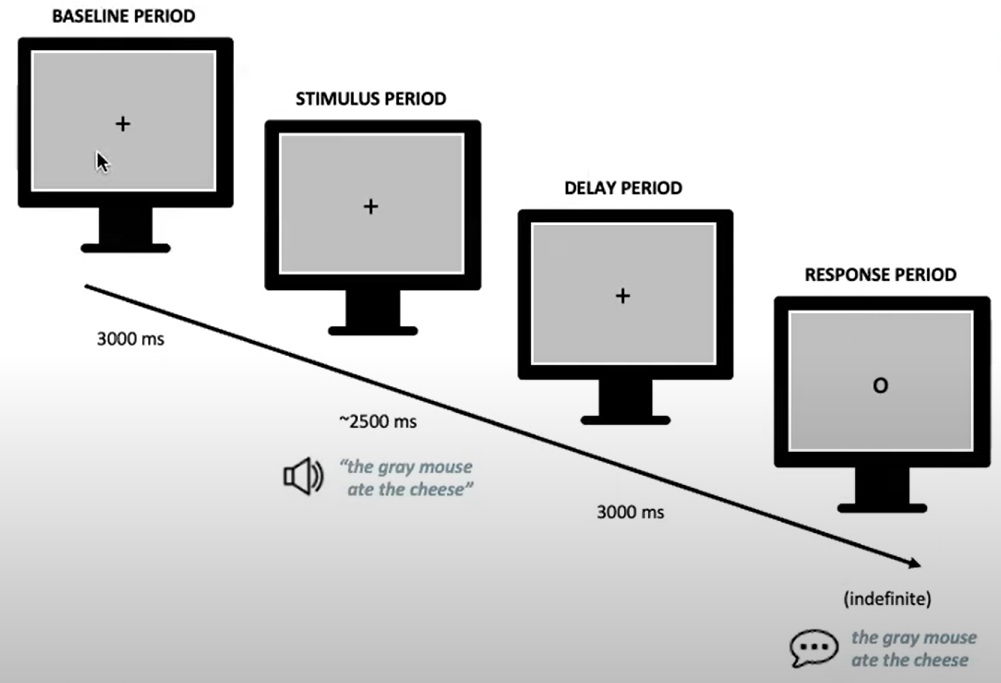 BASELINE PERIOD
+
3000 ms
STIMULUS PERIOD
+
~2500 ms
“the gray mouse
ate the cheese”
DELAY PERIOD
+
3000 ms
RESPONSE PERIOD
O
(indefinite)
the gray mouse
ate the cheese